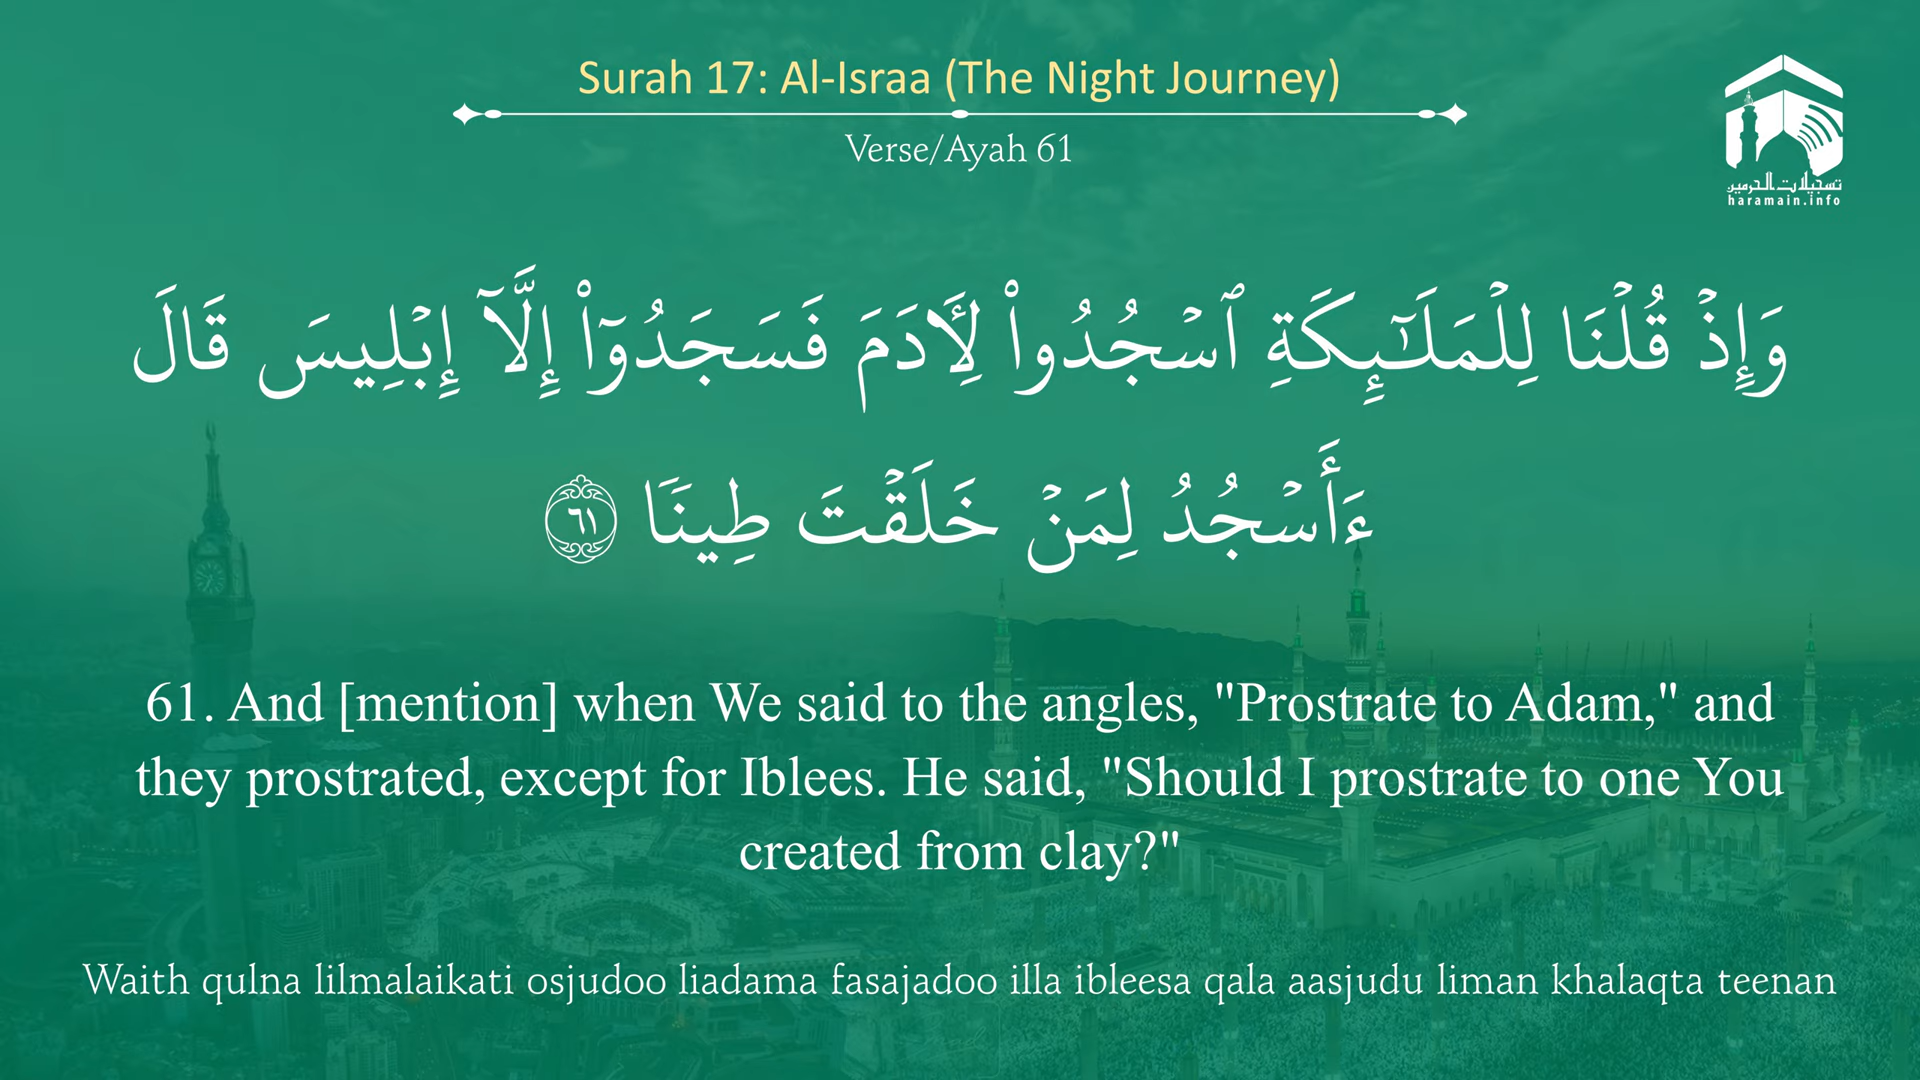 Surah 17: Al-Israa (The Night Journey)
Verse/Ayah 61
تسجيلات الحرمين
haramain.info
وَإِذۡ قُلۡنَا لِلۡمَلَـٰٓئِكَةِ ٱسۡجُدُواْ لِأَدَمَ فَسَجَدُوٓاْ إِلَّآ إِبۡلِيسَ قَالَ
ءَأَسۡجُدُ لِمَنۡ خَلَقۡتَ طِينٗا ٦١
61. And [mention] when We said to the angles, "Prostrate to Adam," and
they prostrated, except for Iblees. He said, "Should I prostrate to one You
created from clay?"
Waith qulna lilmalaikati osjudoo liadama fasajadoo illa ibleesa qala aasjudu liman khalaqta teenan